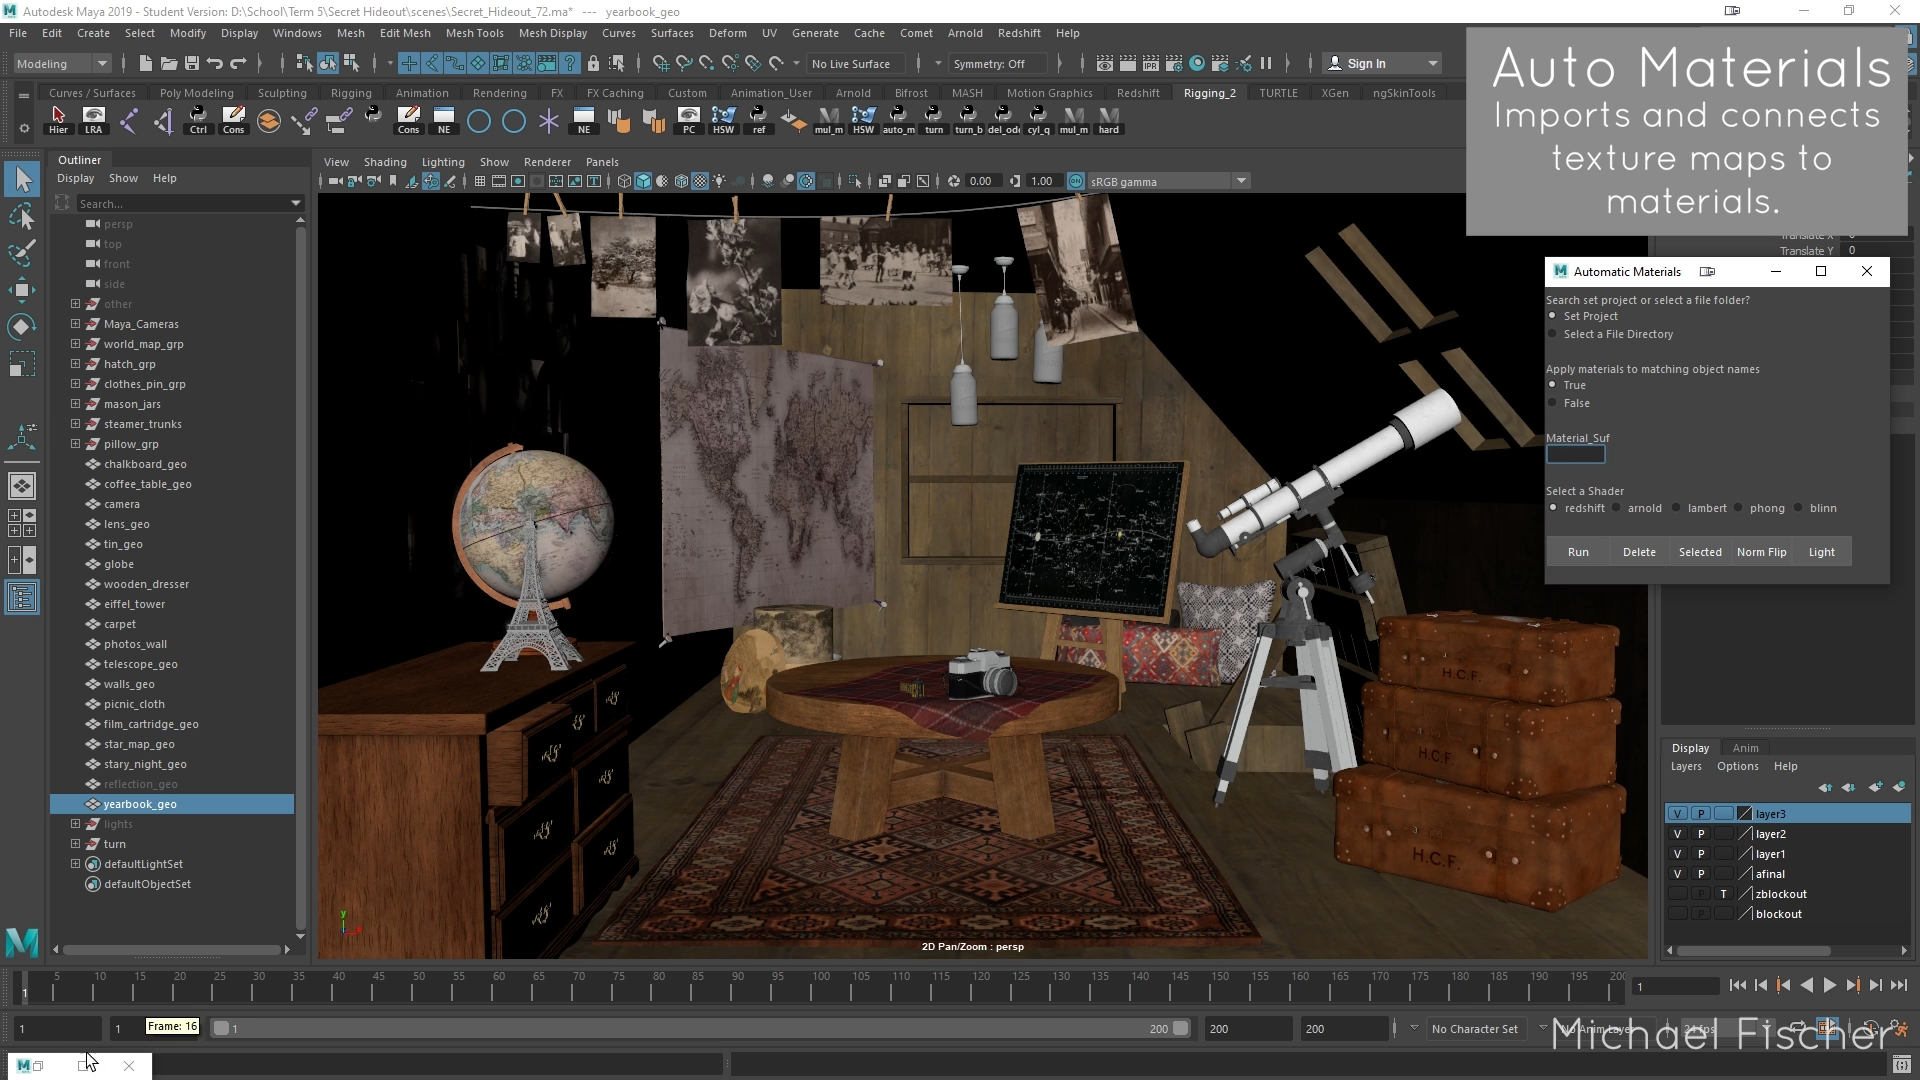 Autodesk Maya 2019 - Student Version: D:\School\Term 5\Secret Hideout\scenes\Secret_Hideout_72.ma* --- yearbook_geo
File Edit Create Select Modify Display Windows Mesh Edit Mesh Mesh Tools Mesh Display Curves Surfaces Deform UV Generate Cache Comet Arnold Redshift Help
Modeling No Live Surface Symmetry: Off Sign In
Curves / Surfaces Poly Modeling Sculpting Rigging Animation Rendering FX FX Caching Custom Animation_User Arnold Bifrost MASH Motion Graphics Redshift Rigging_2 TURTLE XGen ngSkinTools
Hier LRA Ctrl Cons Cons NE NE PC HSW ref mul_m HSW auto_m turn turn_b del_od cyl_q mul_m hard
Auto Materials
Imports and connects
texture maps to
materials.
Outliner
Display Show Help
Search...
persp
top
front
side
other
Maya_Cameras
world_map_grp
hatch_grp
clothes_pin_grp
mason_jars
steamer_trunks
pillow_grp
chalkboard_geo
coffee_table_geo
camera
lens_geo
tin_geo
globe
wooden_dresser
eiffel_tower
carpet
photos_wall
telescope_geo
walls_geo
picnic_cloth
film_cartridge_geo
star_map_geo
stary_night_geo
reflection_geo
yearbook_geo
lights
turn
defaultLightSet
defaultObjectSet
View Shading Lighting Show Renderer Panels
0.00 1.00 sRGB gamma
H.C.F.
H.C.F.
H.C.F.
y
2D Pan/Zoom : persp
Translate X 0
Translate Y 0
Automatic Materials
Search set project or select a file folder?
Set Project
Select a File Directory
Apply materials to matching object names
True
False
Material_Suf
Select a Shader
redshift arnold lambert phong blinn
Run Delete Selected Norm Flip Light
Display Anim
Layers Options Help
V P layer3
V P layer2
V P layer1
V P afinal
P T zblockout
P blockout
5 10 15 20 25 30 35 40 45 50 55 60 65 70 75 80 85 90 95 100 105 110 115 120 125 130 135 140 145 150 155 160 165 170 175 180 185 190 195 200
1 1
1 1 Frame: 16 1 200 200 200 No Character Set No Anim Layer 24 fps
Michael Fischer